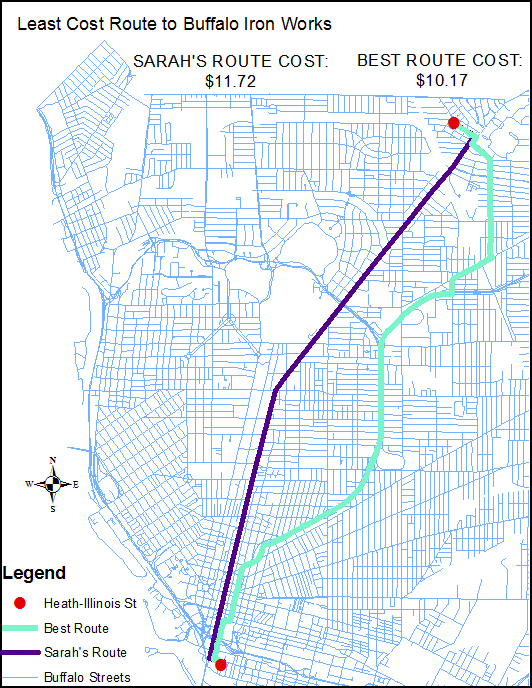 Least Cost Route to Buffalo Iron Works
SARAH'S ROUTE COST:
$11.72
BEST ROUTE COST:
$10.17
N
W E
S
Legend
Heath-Illinois St
Best Route
Sarah's Route
Buffalo Streets